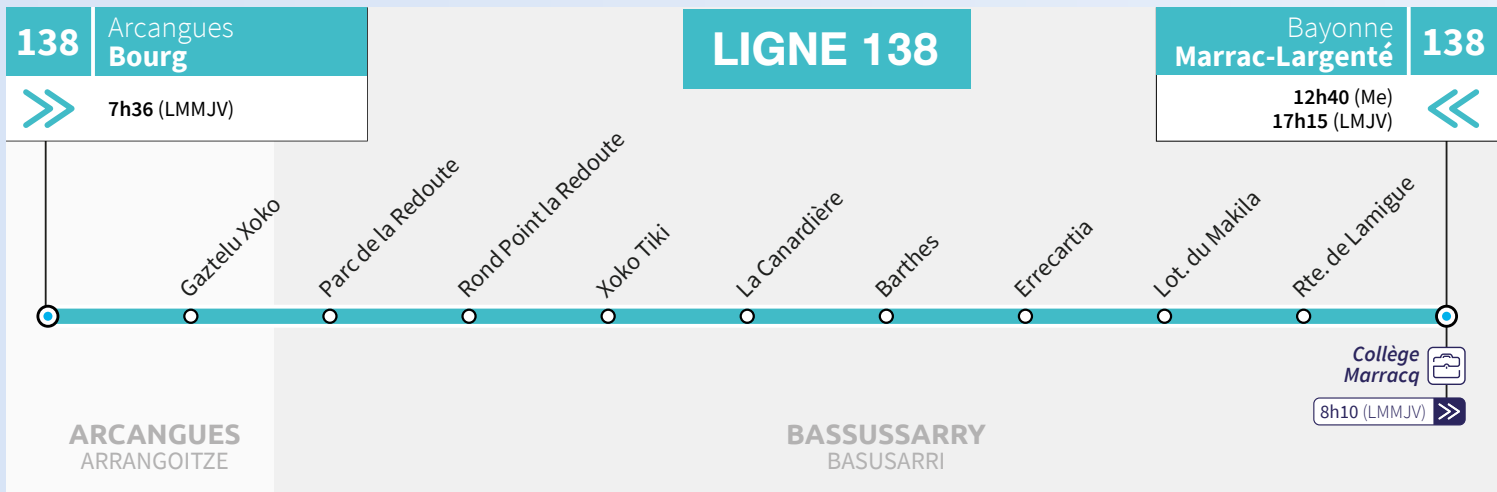 138
Arcangues
Bourg
7h36 (LMMJV)
LIGNE 138
Bayonne
Marrac-Largenté
138
12h40 (Me)
17h15 (LMJV)
Gaztelu Xoko
Parc de la Redoute
Rond Point la Redoute
Xoko Tiki
La Canardière
Barthes
Errecartia
Lot. du Makila
Rte. de Lamigue
Collège
Marracq
8h10 (LMMJV)
ARCANGUES
ARRANGOITZE
BASSUSSARRY
BASUSARRI